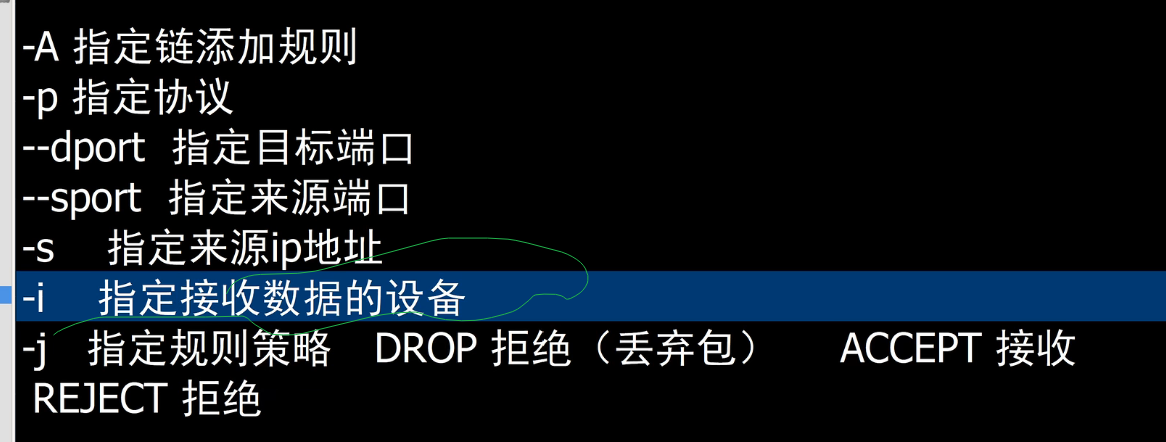 -A 指定链添加规则
-p 指定协议
--dport 指定目标端口
--sport 指定来源端口
-s 指定来源ip地址
-i 指定接收数据的设备
-j 指定规则策略 DROP 拒绝（丢弃包） ACCEPT 接收
REJECT 拒绝